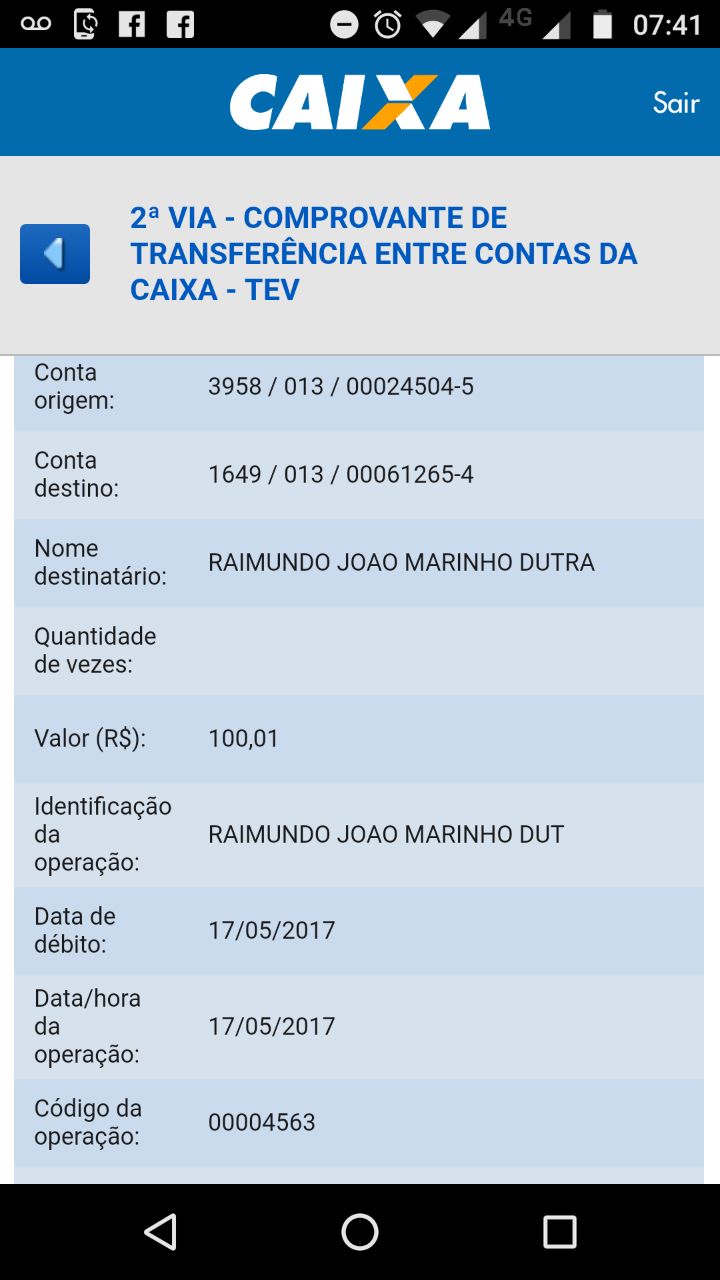 4G 07:41
CAIXA
Sair
2ª VIA - COMPROVANTE DE
TRANSFERÊNCIA ENTRE CONTAS DA
CAIXA - TEV
Conta
origem:
3958 / 013 / 00024504-5
Conta
destino:
1649 / 013 / 00061265-4
Nome
destinatário:
RAIMUNDO JOAO MARINHO DUTRA
Quantidade
de vezes:
Valor (R$):
100,01
Identificação
da
operação:
RAIMUNDO JOAO MARINHO DUT
Data de
débito:
17/05/2017
Data/hora
da
operação:
17/05/2017
Código da
operação:
00004563